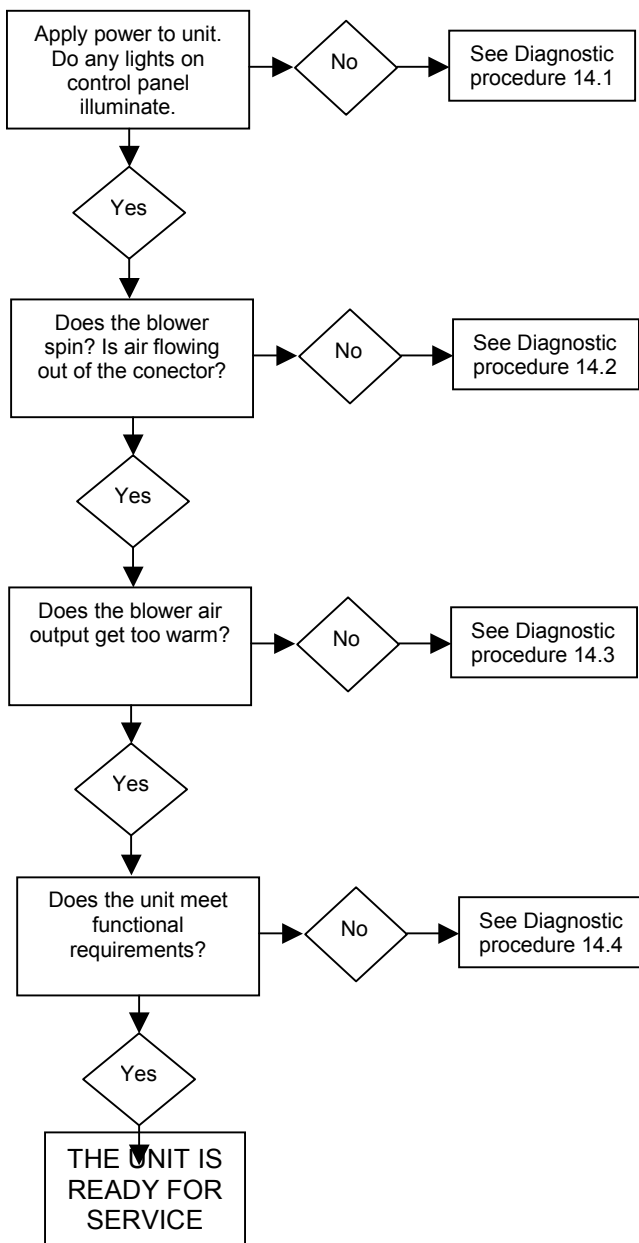 Apply power to unit.
Do any lights on
control panel
illuminate.
No
See Diagnostic
procedure 14.1
Yes
Does the blower
spin? Is air flowing
out of the conector?
No
See Diagnostic
procedure 14.2
Yes
Does the blower air
output get too warm?
No
See Diagnostic
procedure 14.3
Yes
Does the unit meet
functional
requirements?
No
See Diagnostic
procedure 14.4
Yes
THE UNIT IS
READY FOR
SERVICE